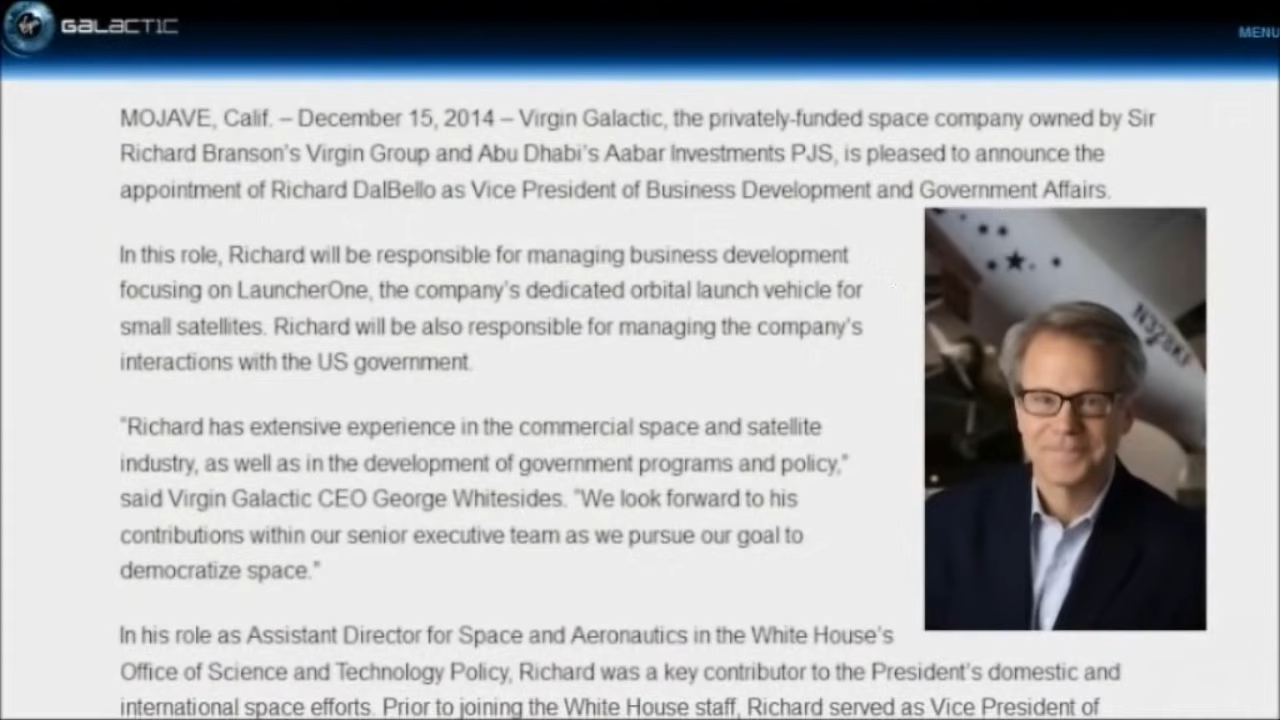 GALACTIC
MENU
MOJAVE, Calif. – December 15, 2014 – Virgin Galactic, the privately-funded space company owned by Sir
Richard Branson's Virgin Group and Abu Dhabi's Aabar Investments PJS, is pleased to announce the
appointment of Richard DalBello as Vice President of Business Development and Government Affairs.
In this role, Richard will be responsible for managing business development
focusing on LauncherOne, the company's dedicated orbital launch vehicle for
small satellites. Richard will be also responsible for managing the company's
interactions with the US government.
"Richard has extensive experience in the commercial space and satellite
industry, as well as in the development of government programs and policy,"
said Virgin Galactic CEO George Whitesides. "We look forward to his
contributions within our senior executive team as we pursue our goal to
democratize space."
In his role as Assistant Director for Space and Aeronautics in the White House's
Office of Science and Technology Policy, Richard was a key contributor to the President's domestic and
international space efforts. Prior to joining the White House staff, Richard served as Vice President of